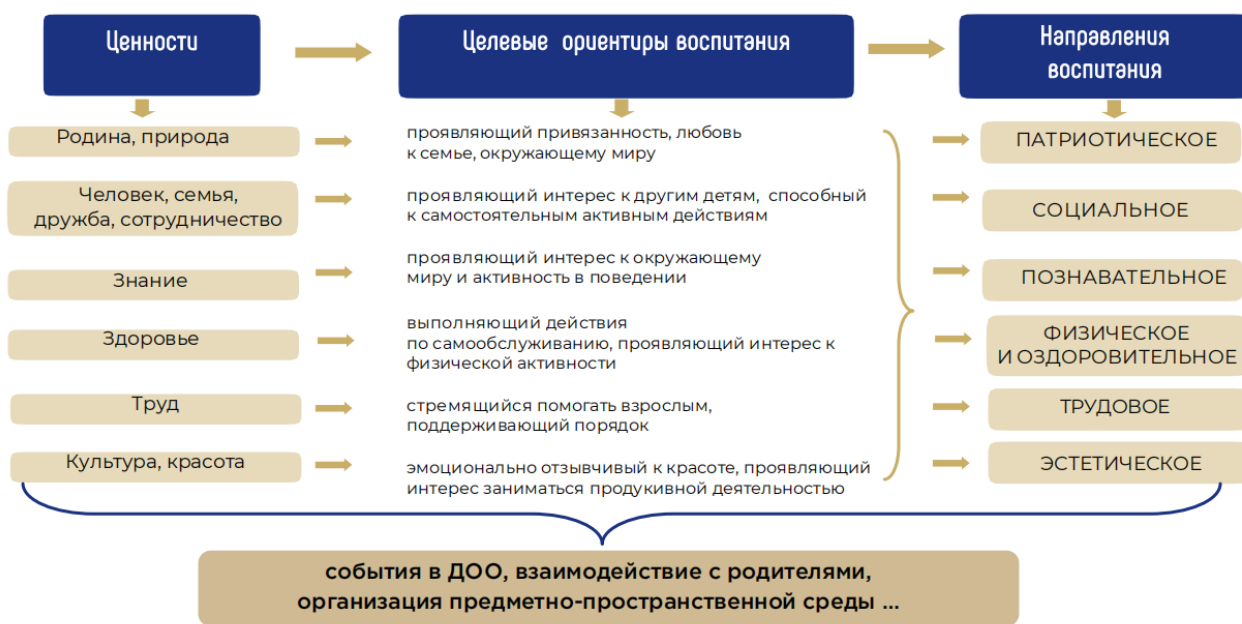 Ценности
Целевые ориентиры воспитания
Направления
воспитания
Родина, природа
проявляющий привязанность, любовь
к семье, окружающему миру
ПАТРИОТИЧЕСКОЕ
Человек, семья,
дружба, сотрудничество
проявляющий интерес к другим детям, способный
к самостоятельным активным действиям
СОЦИАЛЬНОЕ
Знание
проявляющий интерес к окружающему
миру и активность в поведении
ПОЗНАВАТЕЛЬНОЕ
Здоровье
выполняющий действия
по самообслуживанию, проявляющий интерес к
физической активности
ФИЗИЧЕСКОЕ
И ОЗДОРОВИТЕЛЬНОЕ
Труд
стремящийся помогать взрослым,
поддерживающий порядок
ТРУДОВОЕ
Культура, красота
эмоционально отзывчивый к красоте, проявляющий
интерес заниматься продукивной деятельностью
ЭСТЕТИЧЕСКОЕ
события в ДОО, взаимодействие с родителями,
организация предметно-пространственной среды ...